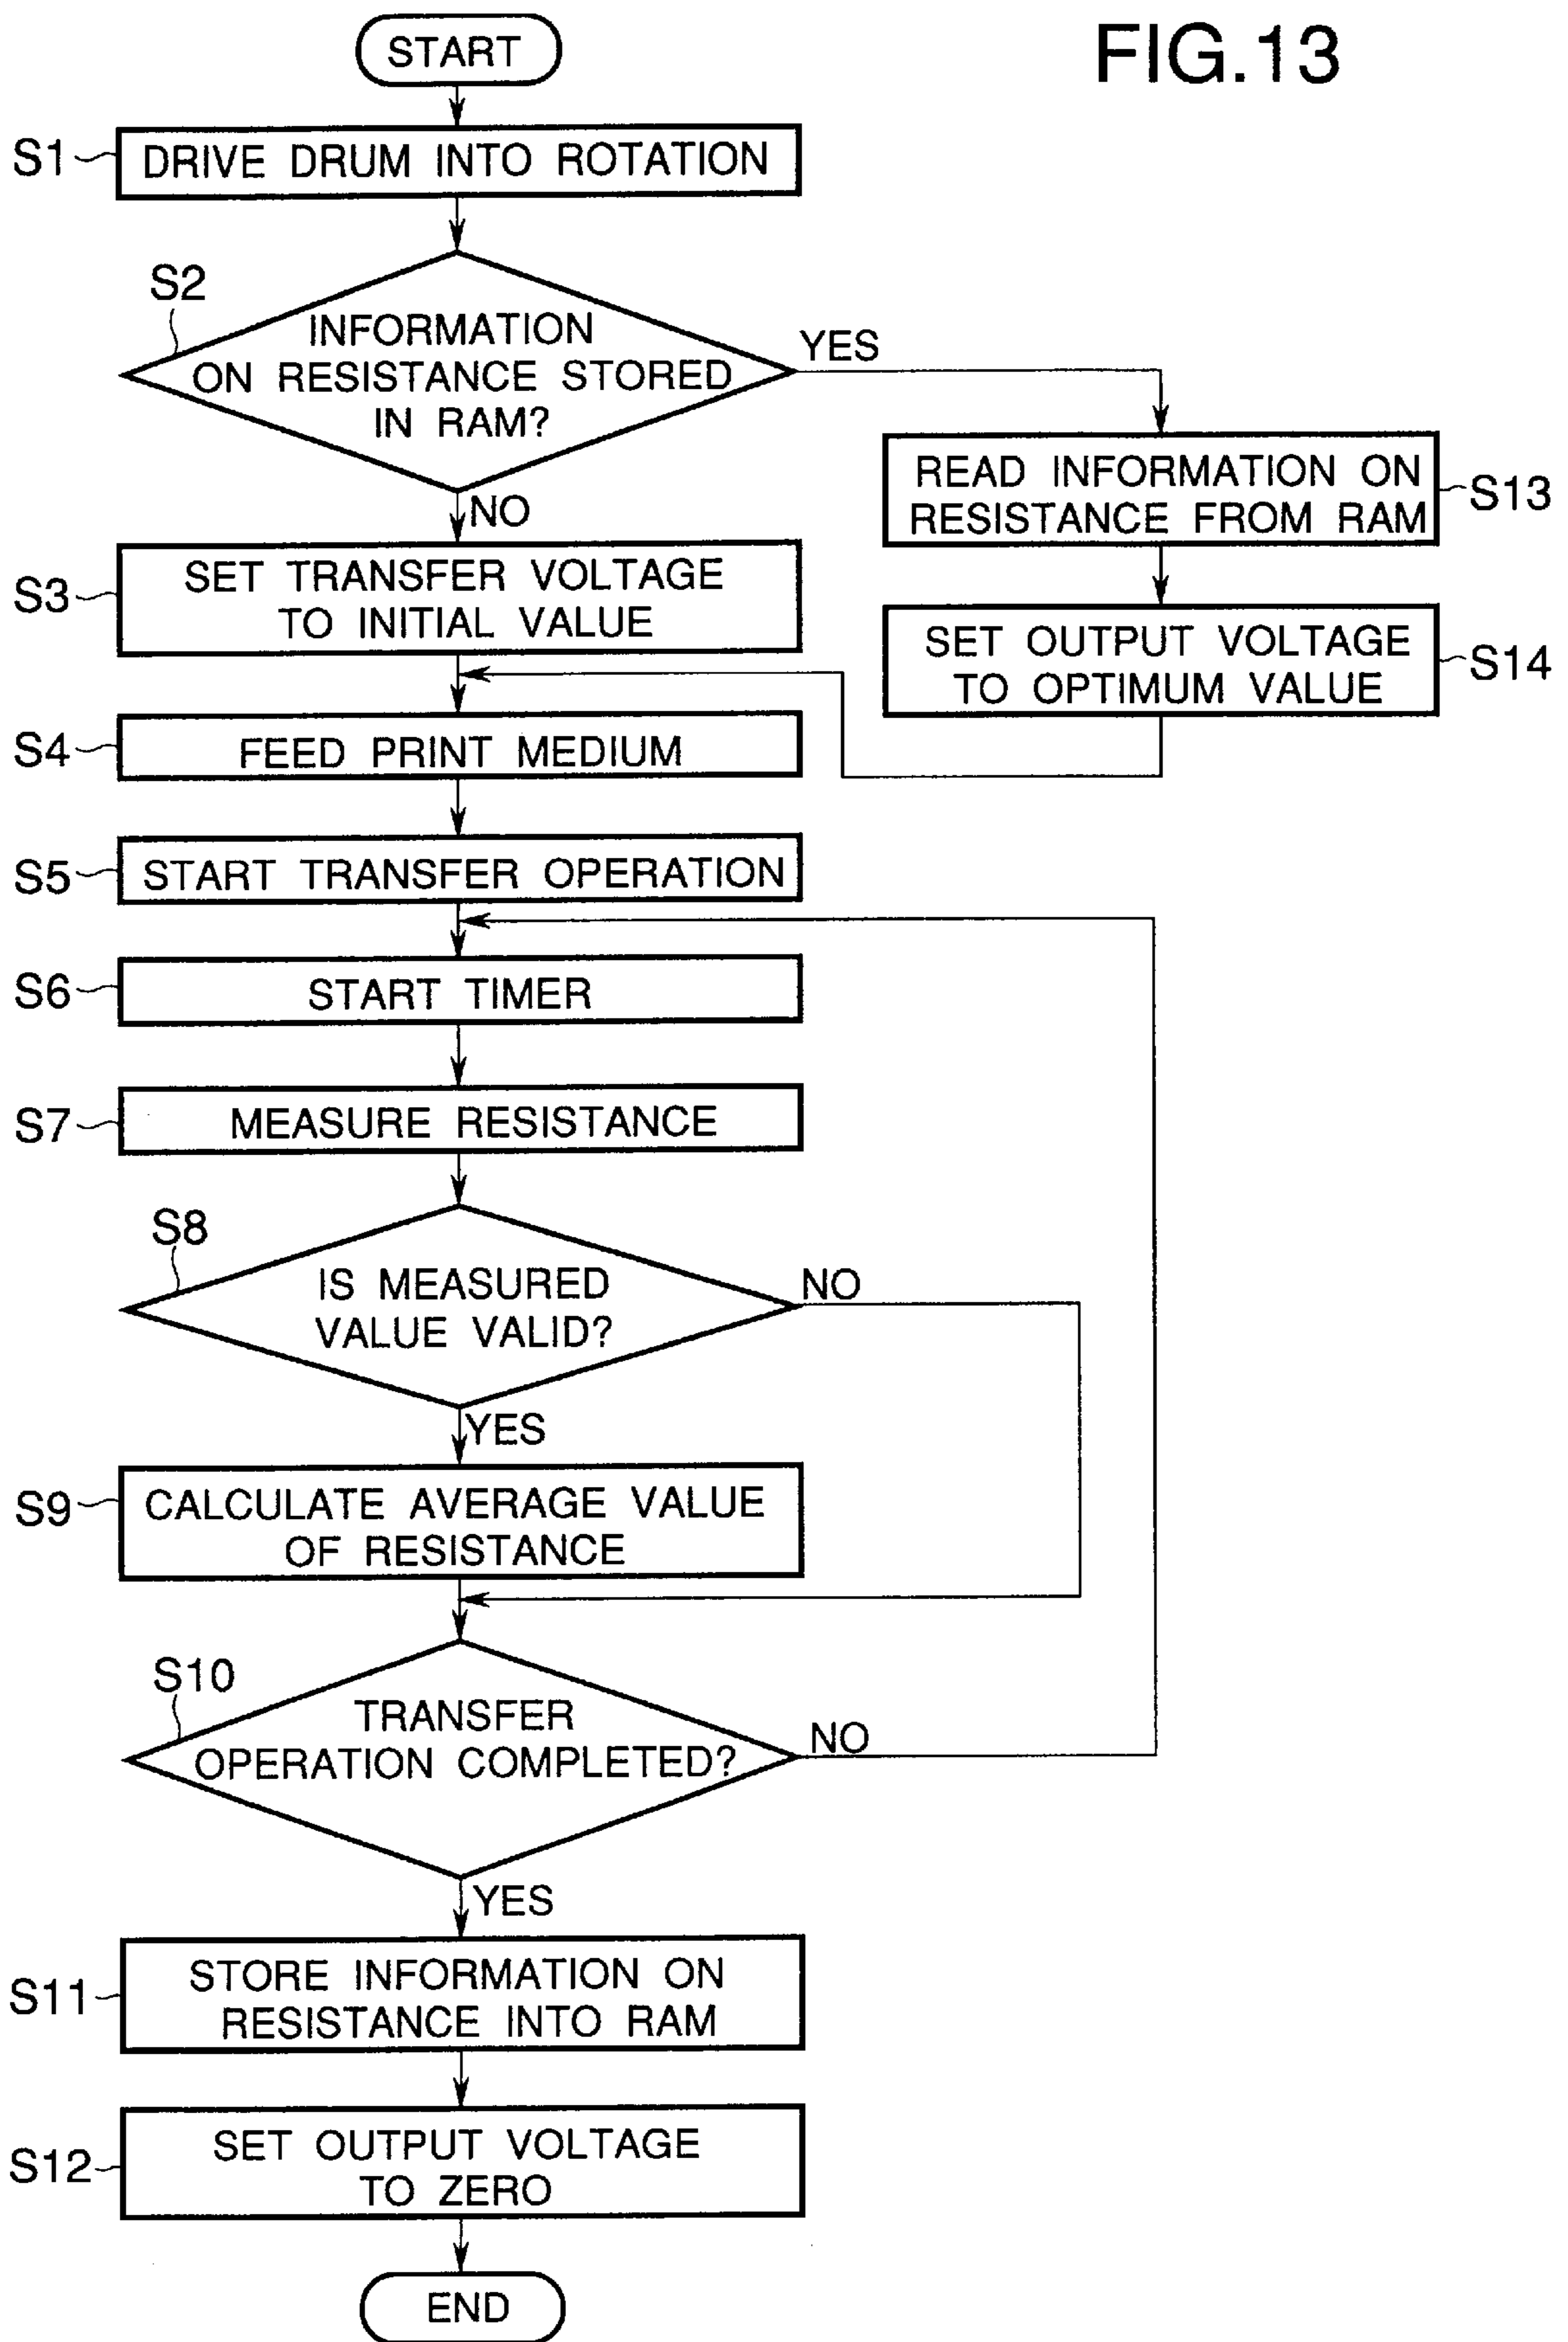 FIG.13
START
S1
DRIVE DRUM INTO ROTATION
S2
INFORMATION
ON RESISTANCE STORED
IN RAM?
YES
NO
READ INFORMATION ON
RESISTANCE FROM RAM
S13
S3
SET TRANSFER VOLTAGE
TO INITIAL VALUE
SET OUTPUT VOLTAGE
TO OPTIMUM VALUE
S14
S4
FEED PRINT MEDIUM
S5
START TRANSFER OPERATION
S6
START TIMER
S7
MEASURE RESISTANCE
S8
IS MEASURED
VALUE VALID?
NO
YES
S9
CALCULATE AVERAGE VALUE
OF RESISTANCE
S10
TRANSFER
OPERATION COMPLETED?
NO
YES
S11
STORE INFORMATION ON
RESISTANCE INTO RAM
S12
SET OUTPUT VOLTAGE
TO ZERO
END